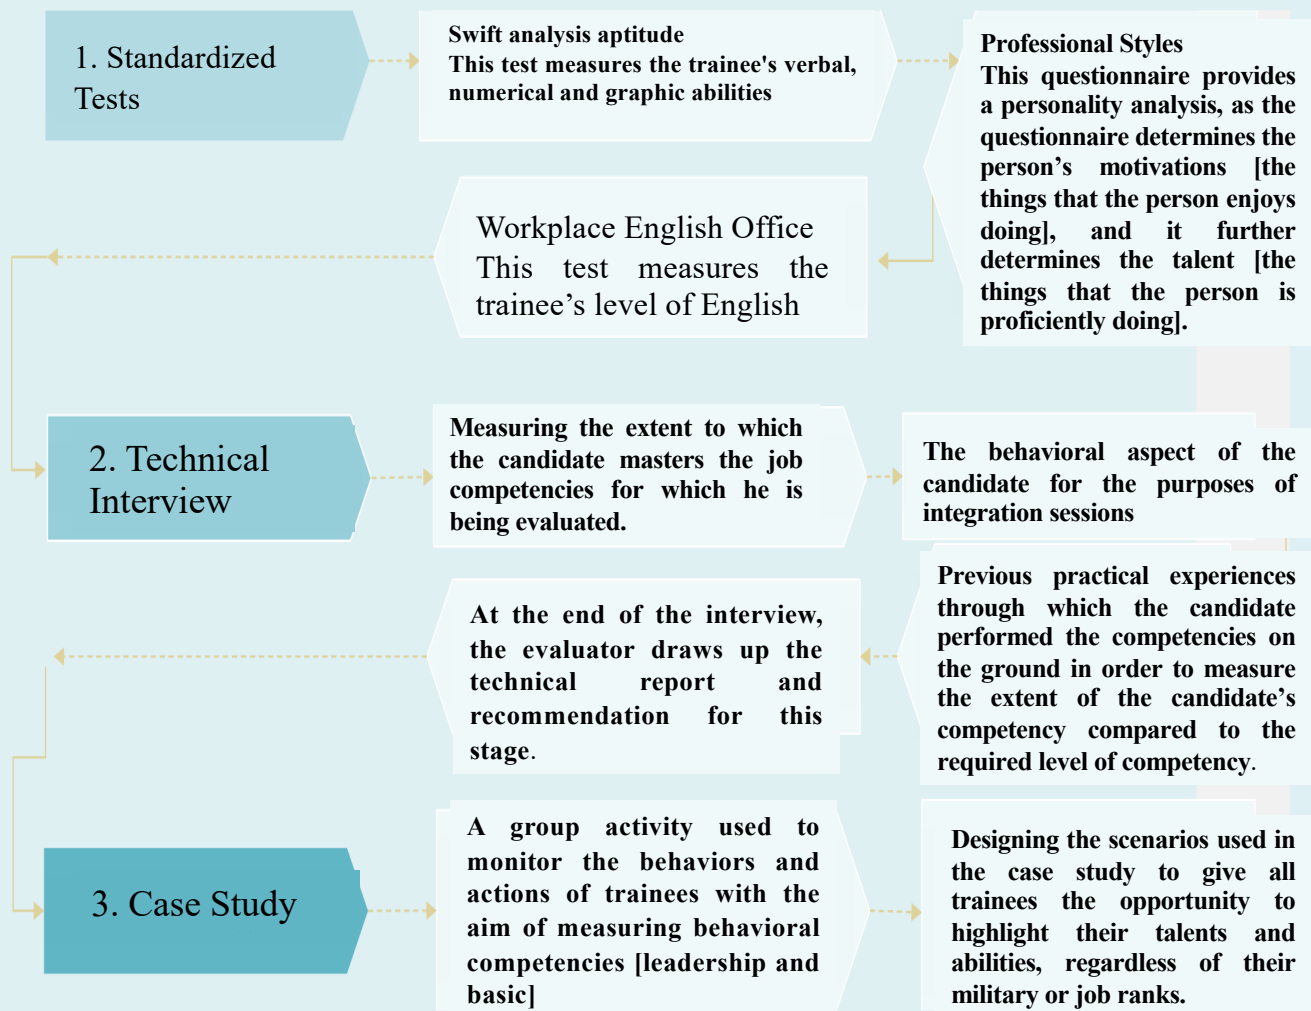 1. Standardized
Tests
Swift analysis aptitude
This test measures the trainee's verbal,
numerical and graphic abilities
Professional Styles
This questionnaire provides
a personality analysis, as the
questionnaire determines the
person's motivations [the
things that the person enjoys
doing], and it further
determines the talent [the
things that the person is
proficiently doing].
Workplace English Office
This test measures the
trainee's level of English
2. Technical
Interview
Measuring the extent to which
the candidate masters the job
competencies for which he is
being evaluated.
The behavioral aspect of the
candidate for the purposes of
integration sessions
Previous practical experiences
through which the candidate
performed the competencies on
the ground in order to measure
the extent of the candidate's
competency compared to the
required level of competency.
At the end of the interview,
the evaluator draws up the
technical report and
recommendation for this
stage.
3. Case Study
A group activity used to
monitor the behaviors and
actions of trainees with the
aim of measuring behavioral
competencies [leadership and
basic]
Designing the scenarios used in
the case study to give all
trainees the opportunity to
highlight their talents and
abilities, regardless of their
military or job ranks.